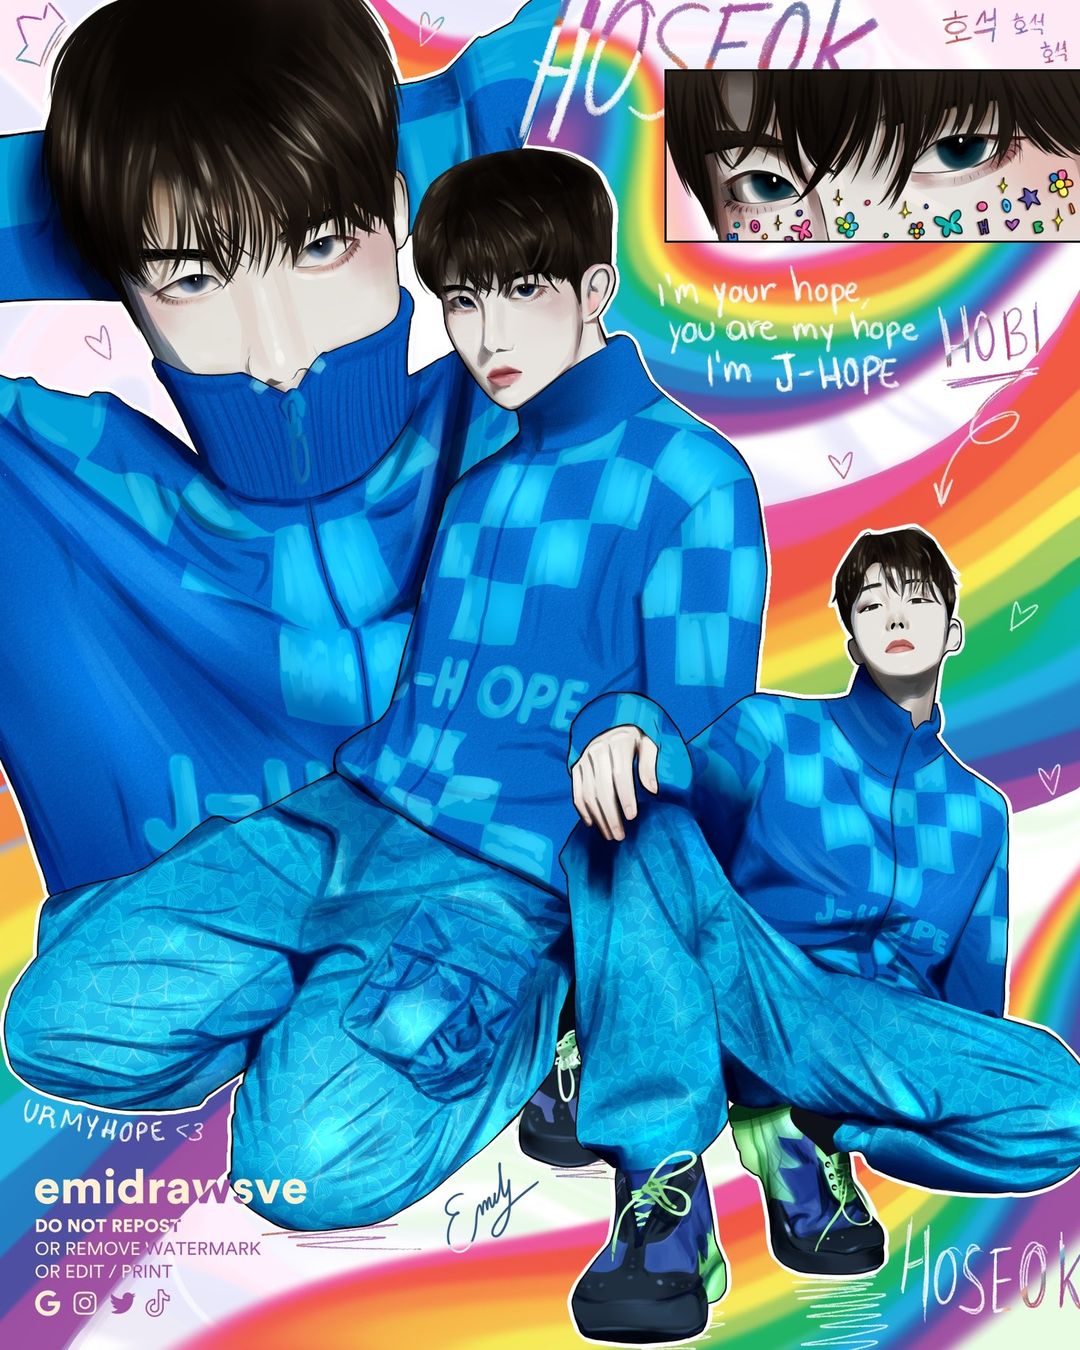 HOSEOK
호석 호석
호석
HOBI
i'm your hope,
you are my hope
I'm J-HOPE
HOBI
J-HOPE
J-H
J-HOPE
URMYHOPE <3
emidrawsve
DO NOT REPOST
OR REMOVE WATERMARK
OR EDIT / PRINT
G
Emily
HOSEOK